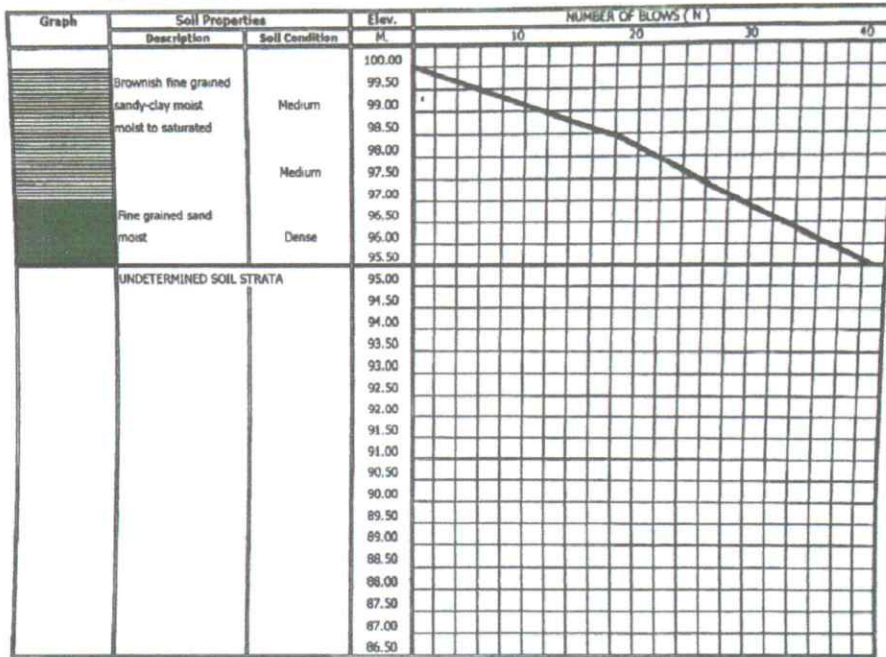 Graph Soil Properties Elev. NUMBER OF BLOWS ( N )
Description Soil Condition M. 10 20 30 40
100.00
Brownish fine grained 99.50
sandy-clay moist Medium 99.00
moist to saturated 98.50
98.00
Medium 97.50
97.00
Fine grained sand 96.50
moist Dense 96.00
95.50
UNDETERMINED SOIL STRATA 95.00
94.50
94.00
93.50
93.00
92.50
92.00
91.50
91.00
90.50
90.00
89.50
89.00
88.50
88.00
87.50
87.00
86.50